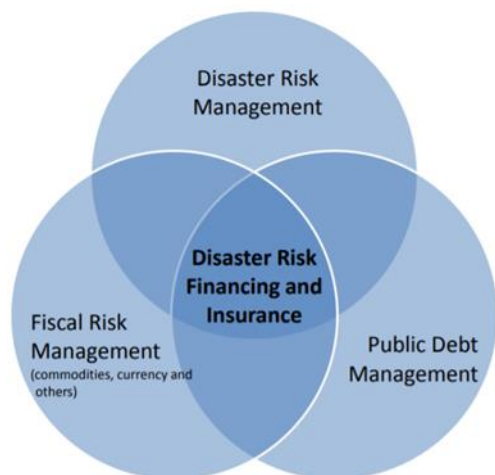 Disaster Risk
Management
Disaster Risk
Financing and
Insurance
Fiscal Risk
Management
(commodities, currency and
others)
Public Debt
Management